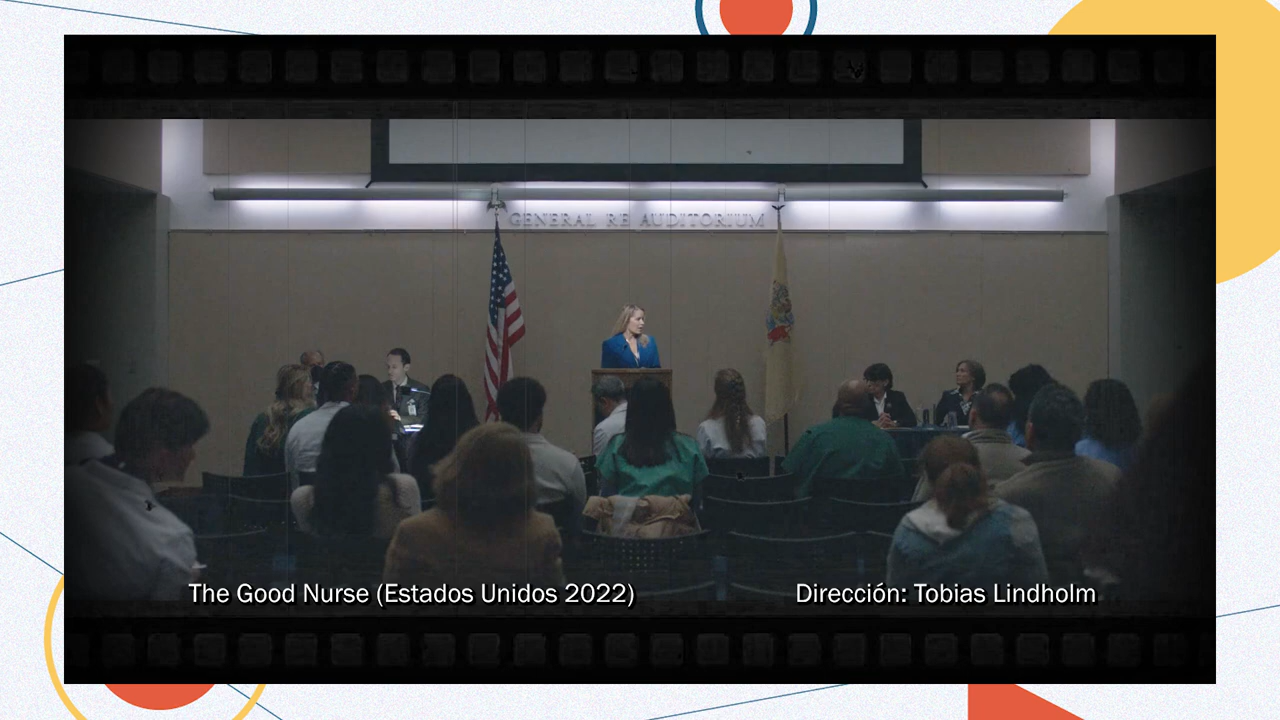 GENERAL RE AUDITORIUM
The Good Nurse (Estados Unidos 2022)
Dirección: Tobias Lindholm